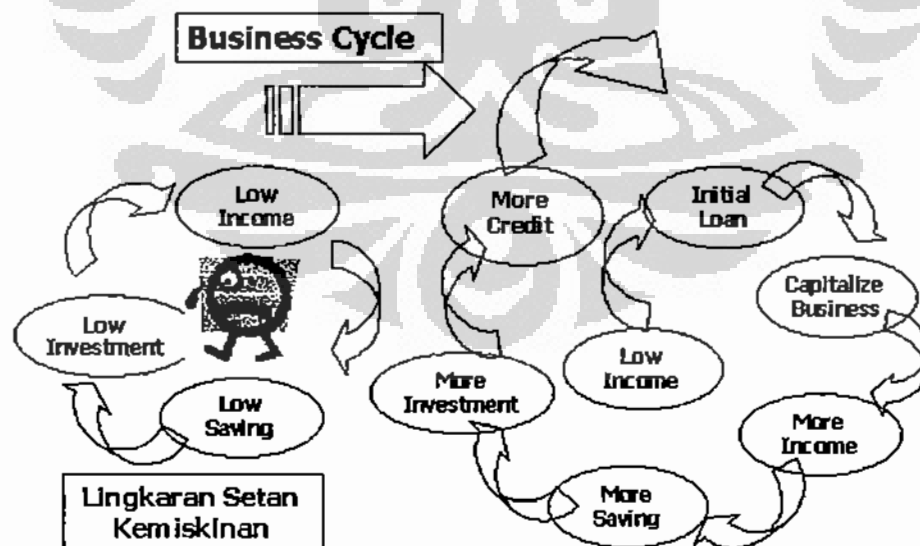 Business Cycle
Low
Income
Low
Investment
Low
Saving
Lingkaran Setan
Kemiskinan
More
Credit
Initial
Loan
Capitalize
Business
Low
Income
More
Investment
More
Income
More
Saving